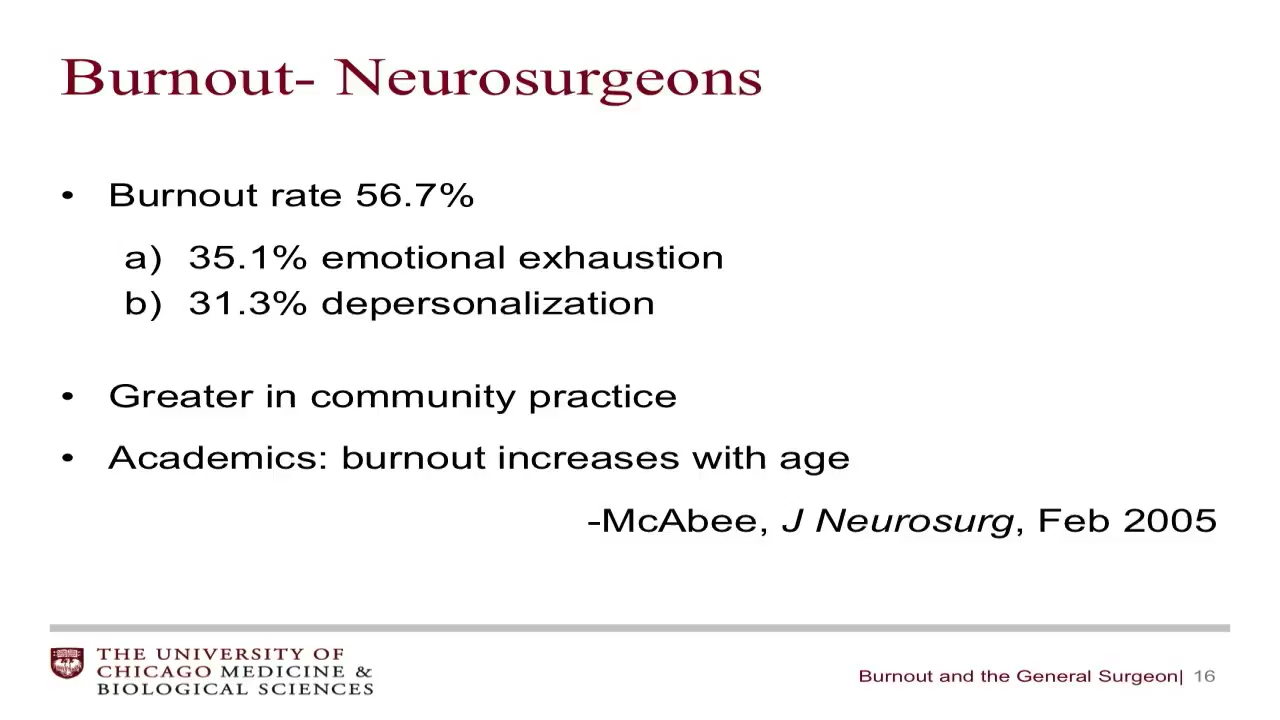 Burnout- Neurosurgeons
• Burnout rate 56.7%
a) 35.1% emotional exhaustion
b) 31.3% depersonalization
• Greater in community practice
• Academics: burnout increases with age
-McAbee, J Neurosurg, Feb 2005
THE UNIVERSITY OF
CHICAGO MEDICINE &
BIOLOGICAL SCIENCES
Burnout and the General Surgeon| 16